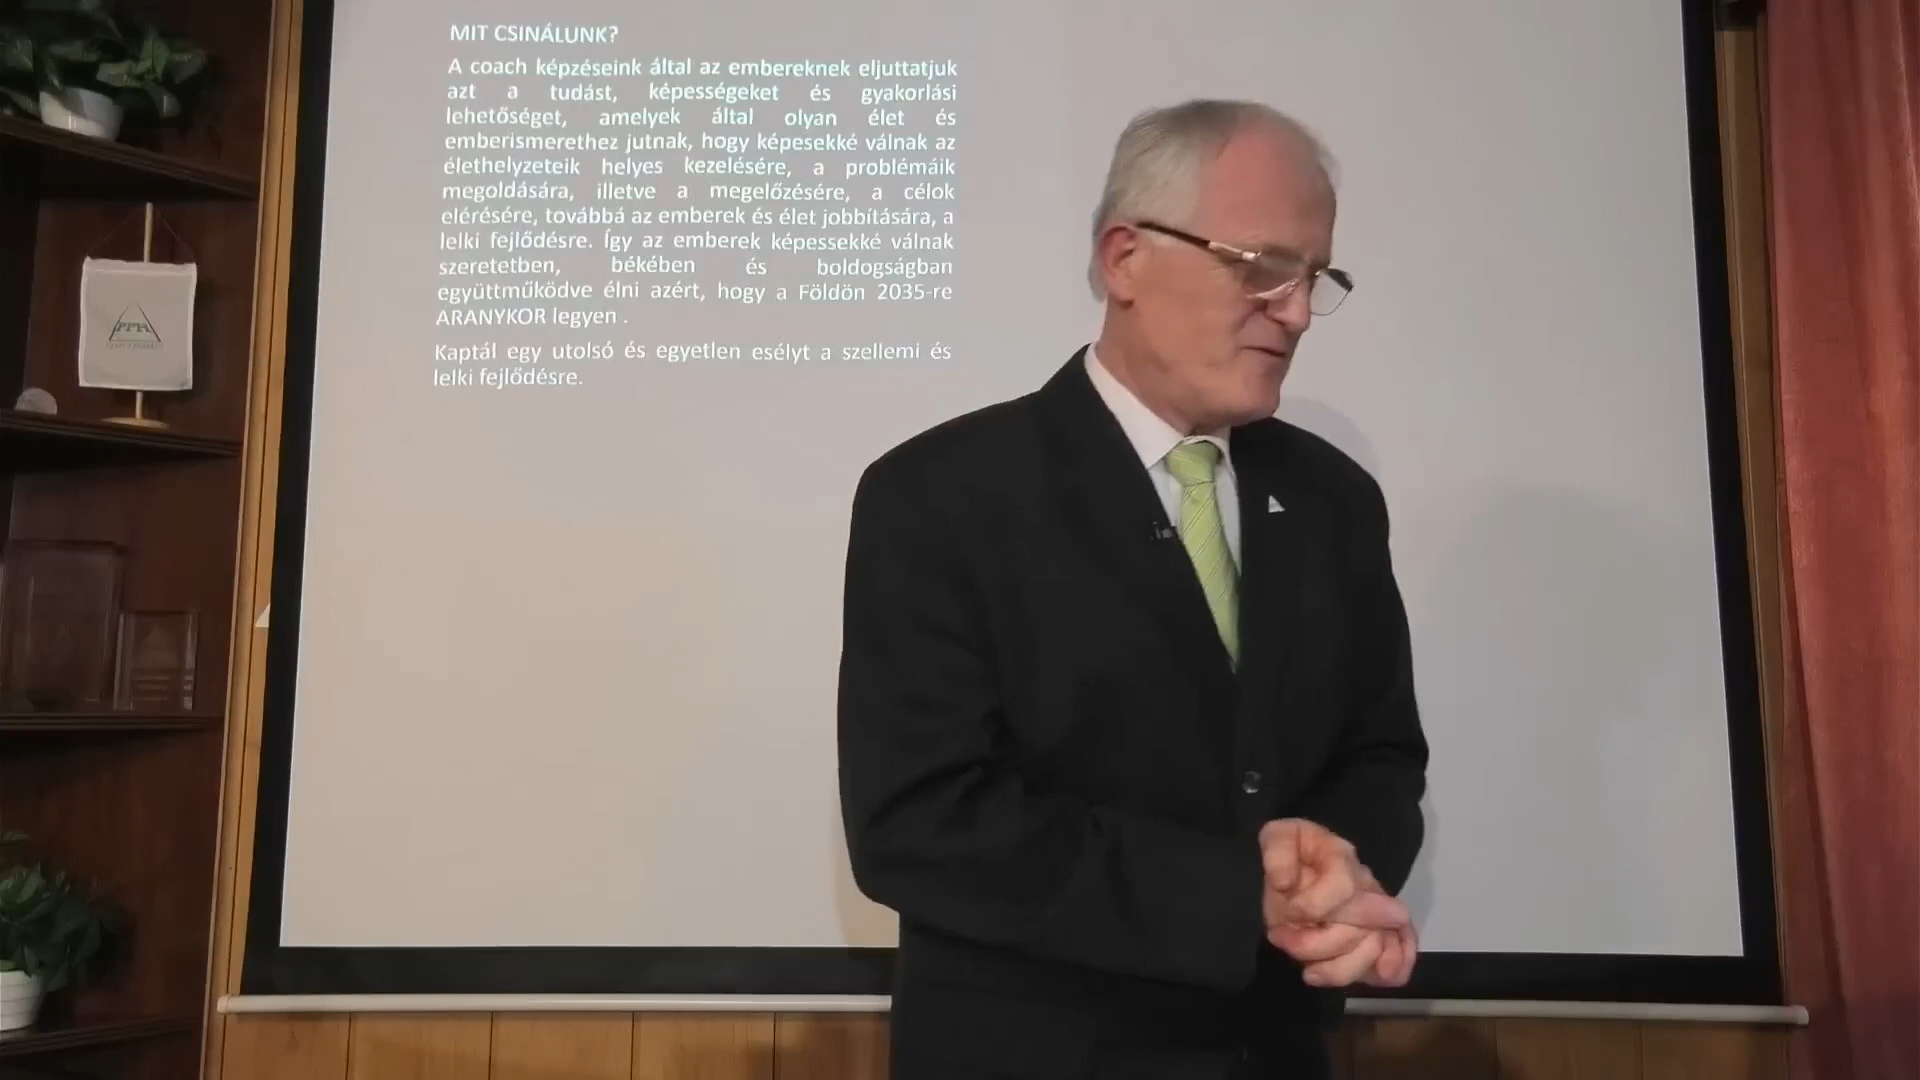 MIT CSINÁLUNK?
A coach képzéseink által az embereknek eljuttatjuk
azt a tudást, képességeket és gyakorlási
lehetőséget, amelyek által olyan élet és
emberismerethez jutnak, hogy képesekké válnak az
élethelyzeteik helyes kezelésére, a problémáik
megoldására, illetve a megelőzésére, a célok
elérésére, továbbá az emberek és élet jobbítására, a
lelki fejlődésre. Így az emberek képessekké válnak
szeretetben, békében és boldogságban
együttműködve élni azért, hogy a Földön 2035-re
ARANYKOR legyen .
Kaptál egy utolsó és egyetlen esélyt a szellemi és
lelki fejlődésre.